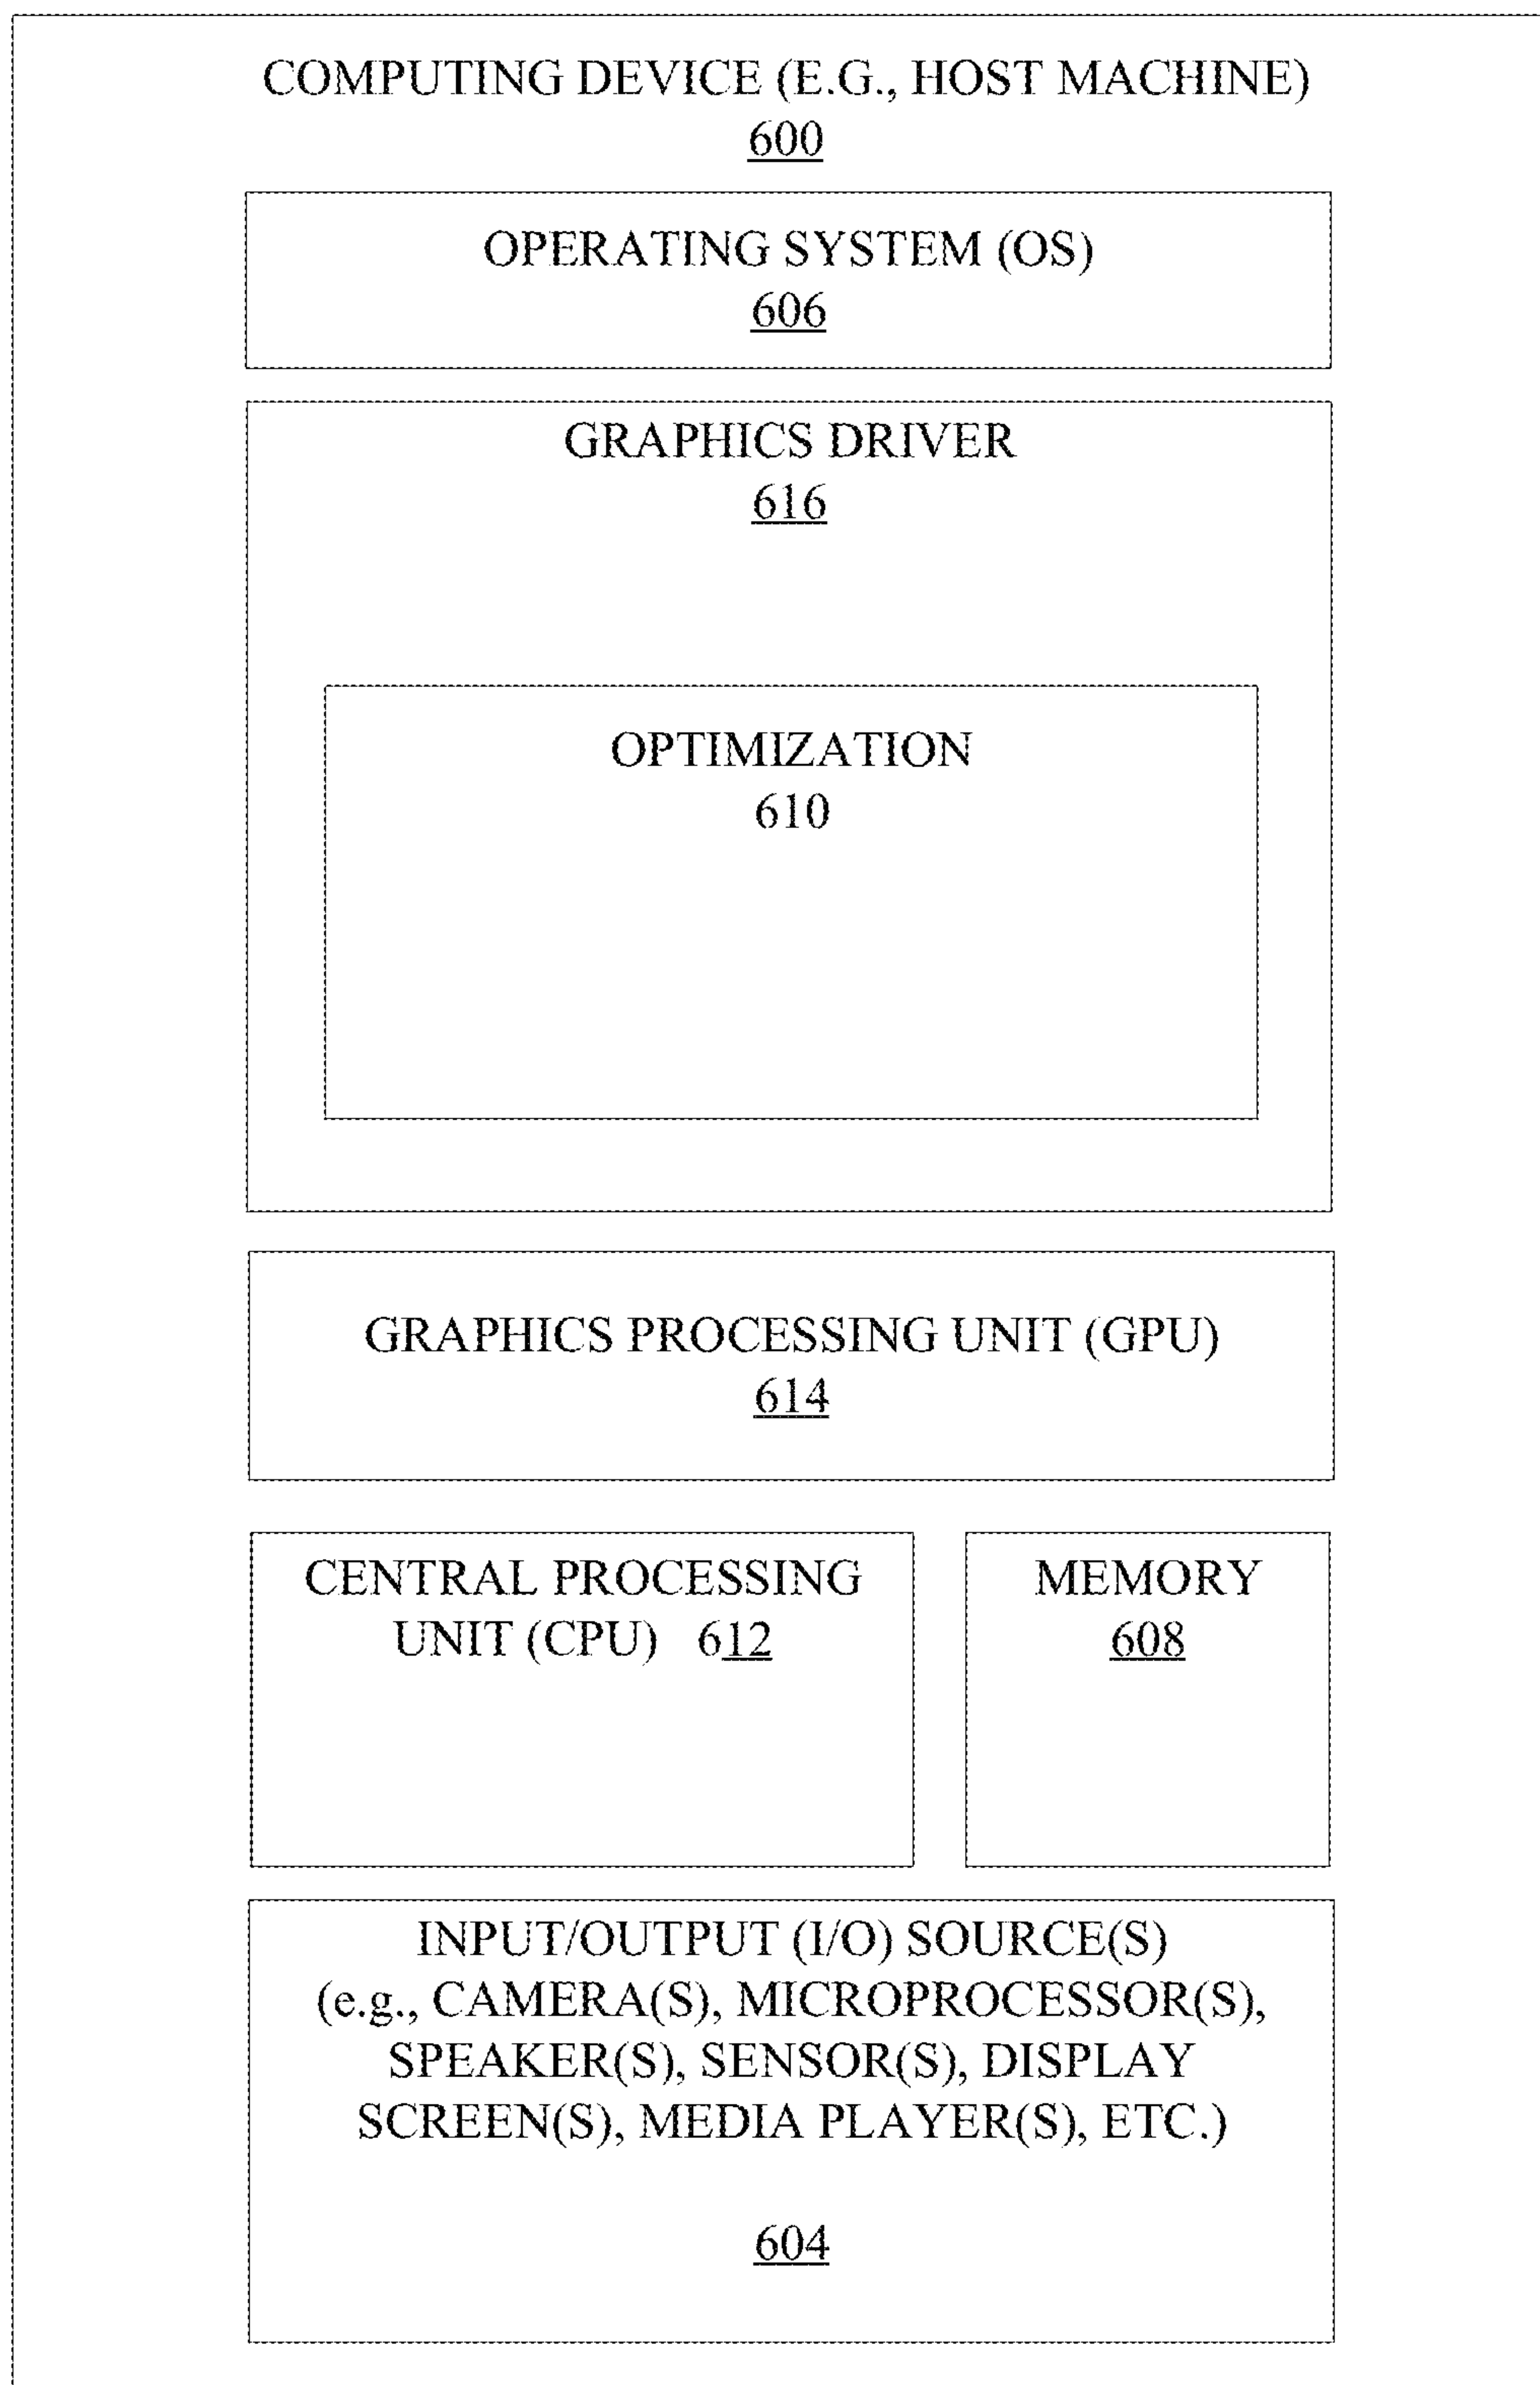 COMPUTING DEVICE (E.G., HOST MACHINE)
600
OPERATING SYSTEM (OS)
606
GRAPHICS DRIVER
616
OPTIMIZATION
610
GRAPHICS PROCESSING UNIT (GPU)
614
CENTRAL PROCESSING
UNIT (CPU) 612
MEMORY
608
INPUT/OUTPUT (I/O) SOURCE(S)
(e.g., CAMERA(S), MICROPROCESSOR(S),
SPEAKER(S), SENSOR(S), DISPLAY
SCREEN(S), MEDIA PLAYER(S), ETC.)
604